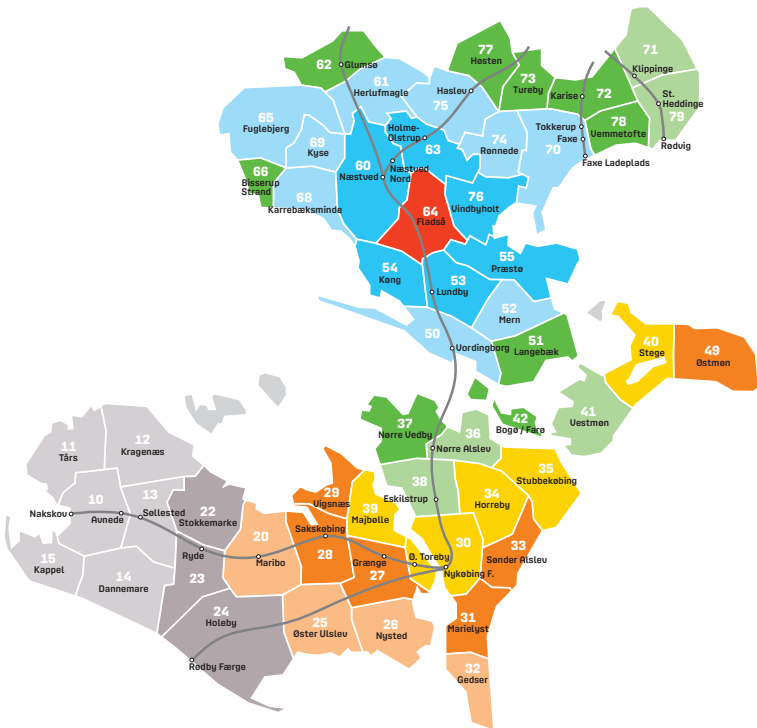 77
Høsten
71
Klippinge
62
Glumsø
61
Herlufmagle
73
Tureby
Haslev
75
Karise
72
St.
Heddinge
79
65
Fuglebjerg
Holme-
Olstrup
63
Tokkerup
Faxe
78
Vemmetofte
Rødvig
69
Kyse
60
Næstved
Næstved
Nord
74
Rønnede
70
Faxe Ladeplads
66
Bisserup
Strand
68
Karrebæksminde
64
Fladså
76
Vindbyholt
55
Præstø
54
Køng
53
Lundby
52
Mern
50
Vordingborg
51
Langebæk
40
Stege
49
Østmøn
41
Vestmøn
42
Bogø / Farø
37
Nørre Vedby
36
Nørre Alslev
11
Tårs
12
Kragenæs
35
Stubbekøbing
10
Nakskov
Avnede
13
Søllested
22
Stokkemarke
29
Vigsnæs
39
Majbølle
38
Eskilstrup
34
Horreby
20
Maribo
Sakskøbing
28
Grænge
27
Ø. Toreby
30
Nykøbing F.
33
Sønder Alslev
15
Kappel
14
Dannemare
Ryde
23
24
Holeby
25
Øster Ulslev
26
Nysted
31
Marielyst
Rødby Færge
32
Gedser